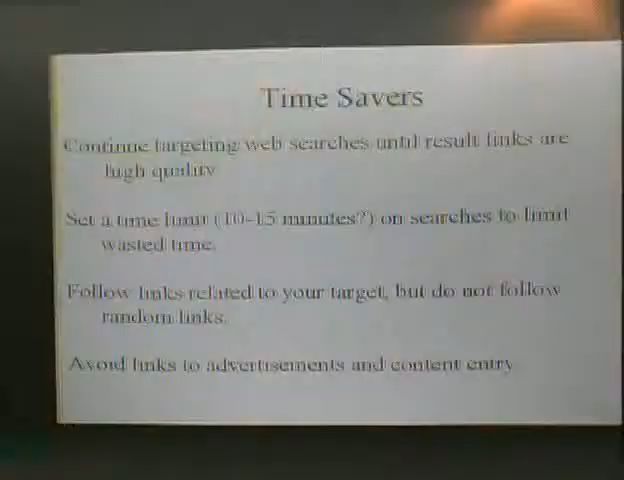 Time Savers
Continue targeting web searches until result links are
high quality
Set a time limit (10-15 minutes?) on searches to limit
wasted time.
Follow links related to your target, but do not follow
random links.
Avoid links to advertisements and content entry